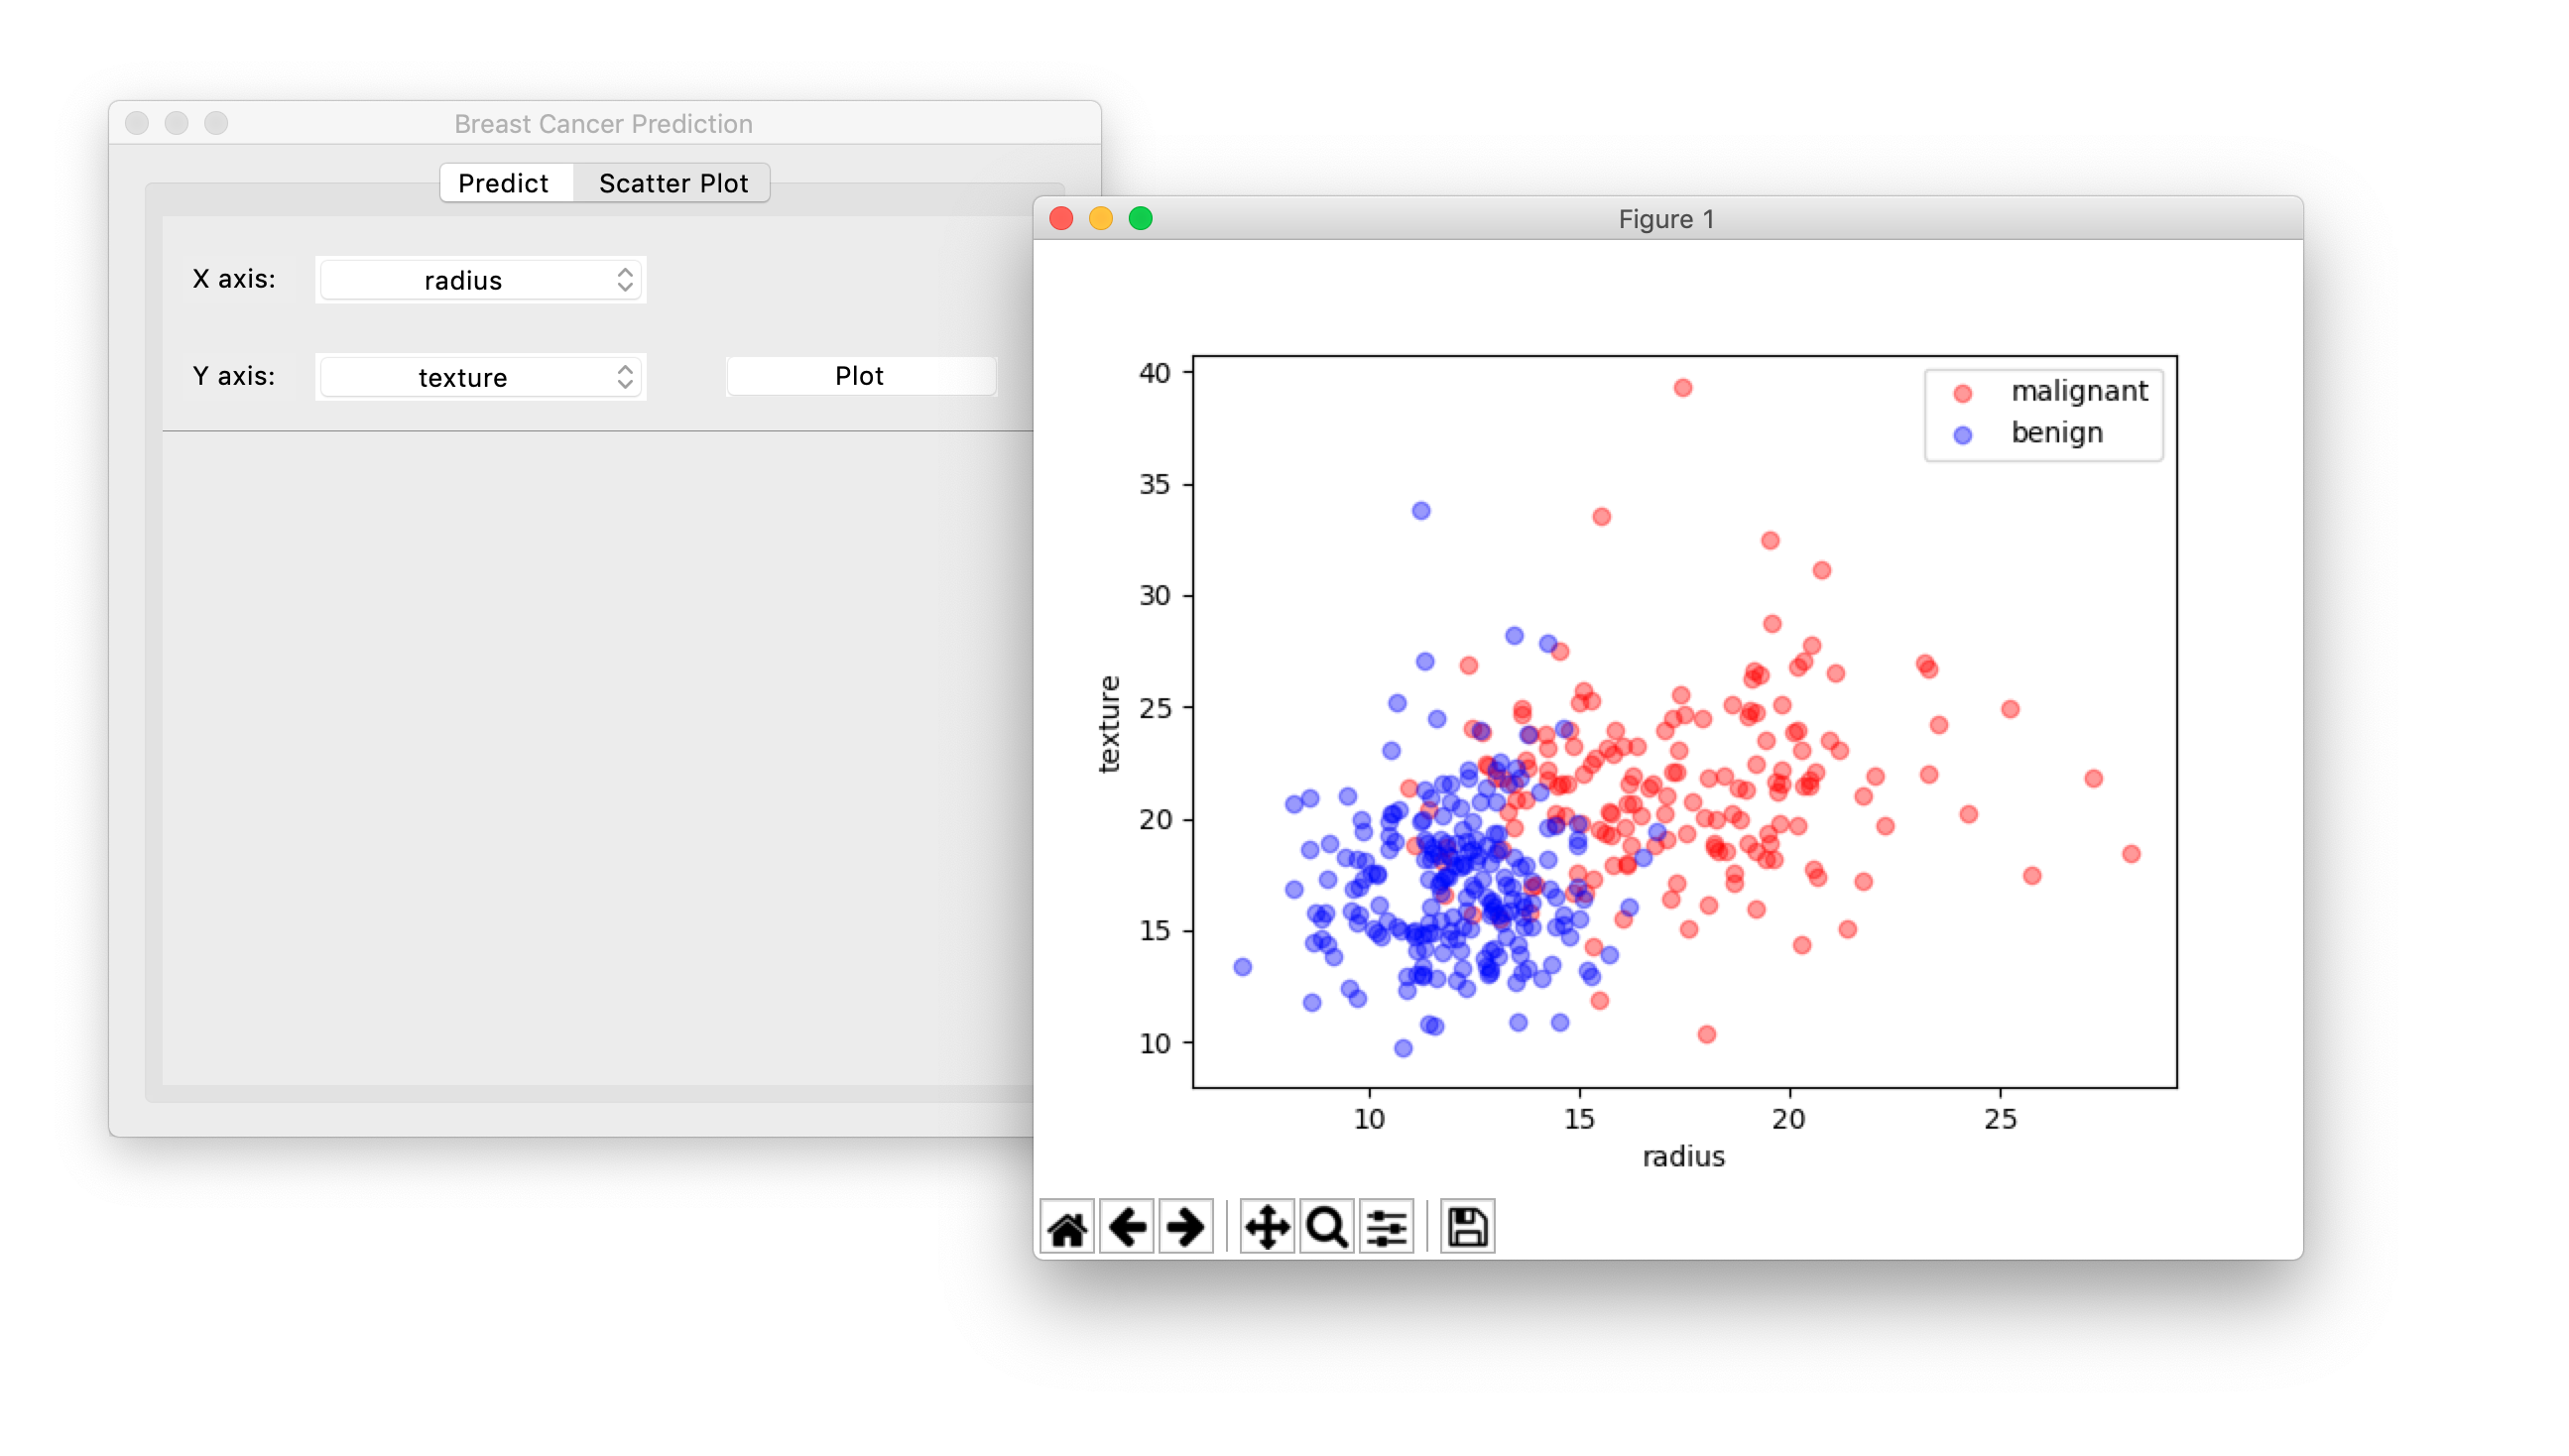 Breast Cancer Prediction
Predict Scatter Plot
X axis: radius
Y axis: texture Plot
Figure 1
malignant
benign
40
35
30
25
20
15
10
texture
10 15 20 25
radius